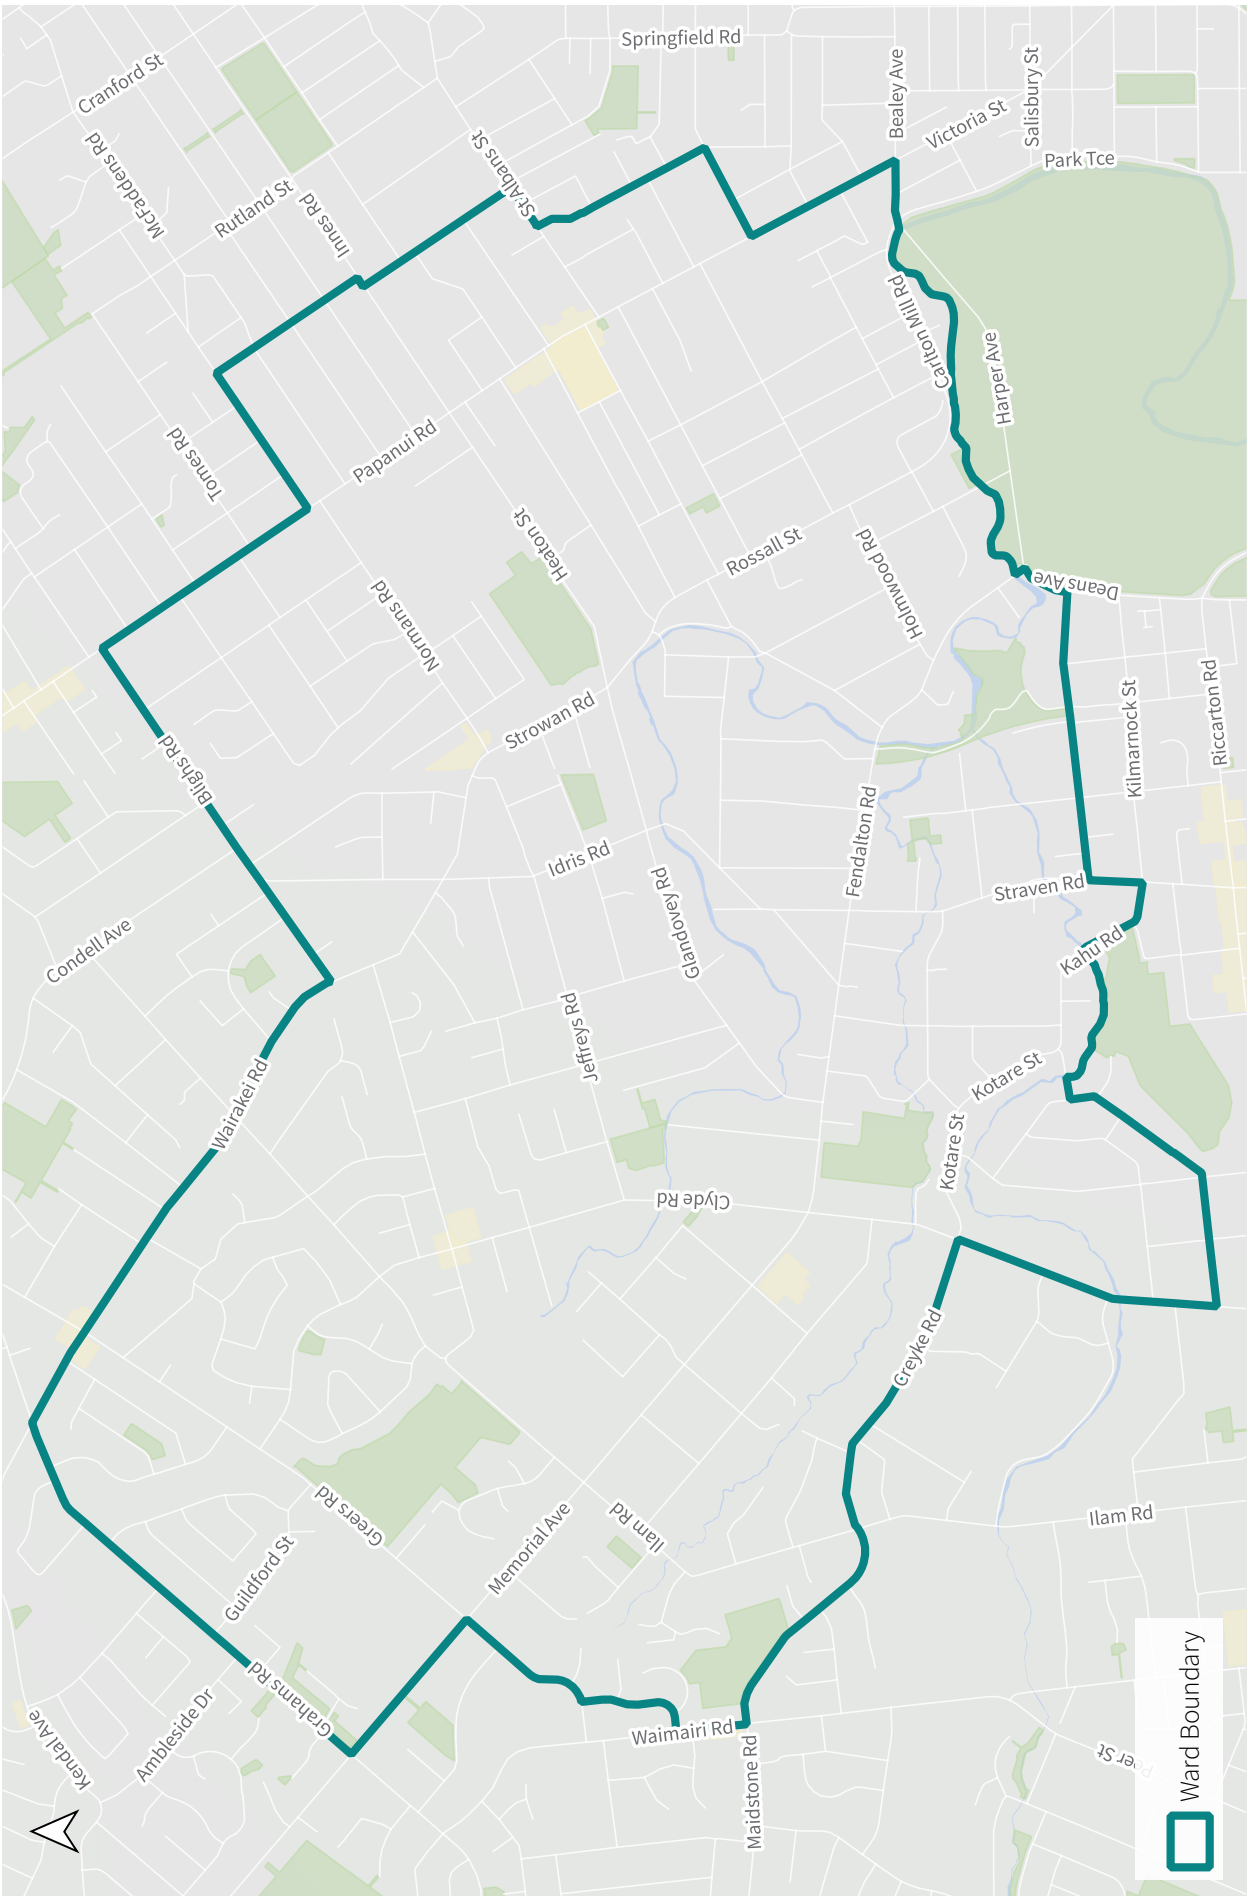 Springfield Rd
Cranford St
Bealey Ave
Salisbury St
Victoria St
McFaddens Rd
St Albans St
Park Tce
Rutland St
Innes Rd
Carlton Mill Rd
Harper Ave
Tomes Rd
Papanui Rd
Heaton St
Rossall St
Holmwood Rd
Deans Ave
Normans Rd
Strowan Rd
Kilmarnock St
Riccarton Rd
Blighs Rd
Fendalton Rd
Idris Rd
Straven Rd
Glandovey Rd
Condell Ave
Kahu Rd
Jeffreys Rd
Wairakei Rd
Kotare St
Kotare St
Clyde Rd
Creyke Rd
Greers Rd
Memorial Ave
Ilam Rd
Ilam Rd
Guildford St
Grahams Rd
Ambleside Dr
Kendal Ave
Waimairi Rd
Maidstone Rd
Peer St
Ward Boundary